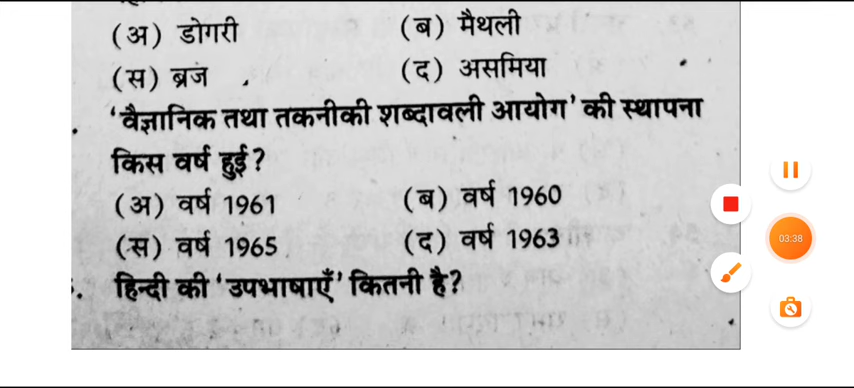 (अ) डोगरी (ब) मैथली
(स) ब्रज (द) असमिया
'वैज्ञानिक तथा तकनीकी शब्दावली आयोग' की स्थापना
किस वर्ष हुई?
(अ) वर्ष 1961 (ब) वर्ष 1960
(स) वर्ष 1965 (द) वर्ष 1963
हिन्दी की 'उपभाषाएँ' कितनी है?
03:38